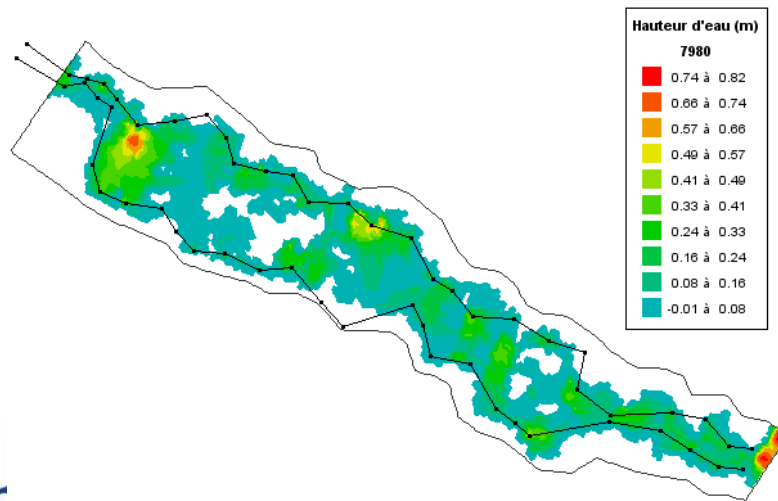 Hauteur d'eau (m)
7980
0.74 à 0.82
0.66 à 0.74
0.57 à 0.66
0.49 à 0.57
0.41 à 0.49
0.33 à 0.41
0.24 à 0.33
0.16 à 0.24
0.08 à 0.16
-0.01 à 0.08